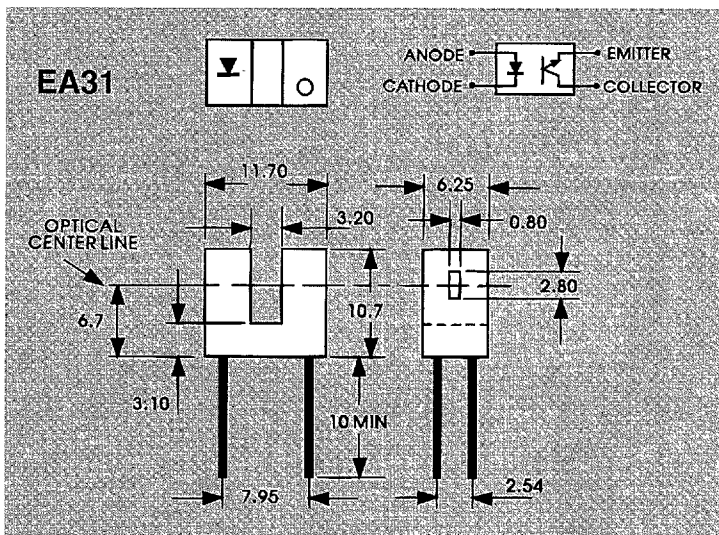 EA31
ANODE
CATHODE
EMITTER
COLLECTOR
11.70
3.20
6.25
0.80
OPTICAL
CENTER LINE
6.7
10.7
2.80
3.10
10 MIN
7.95
2.54